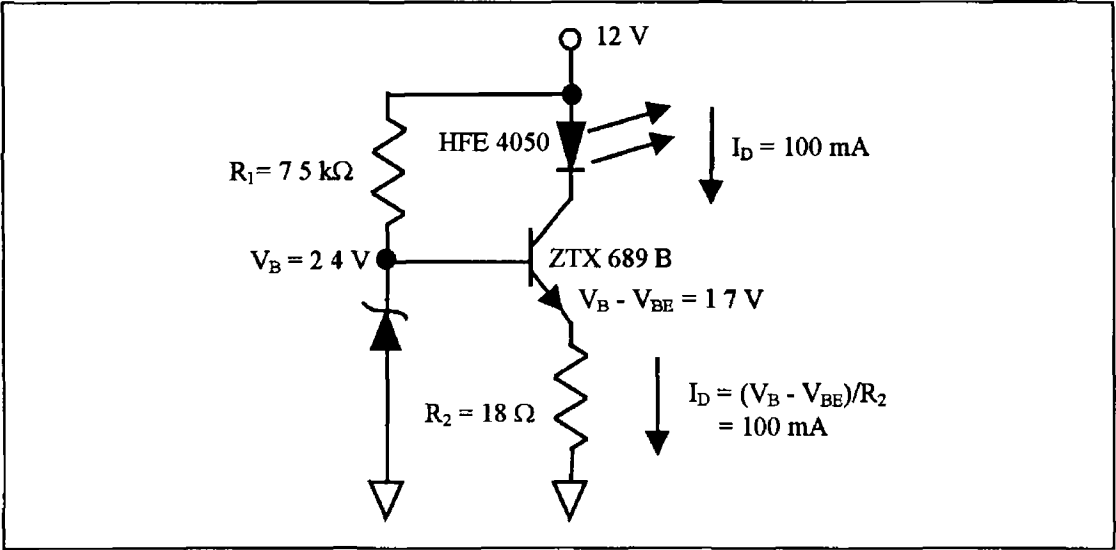 12 V
HFE 4050
I_D = 100 mA
R_1= 7 5 kΩ
V_B = 2 4 V
ZTX 689 B
V_B - V_BE = 1 7 V
R_2 = 18 Ω
I_D = (V_B - V_BE)/R_2
= 100 mA